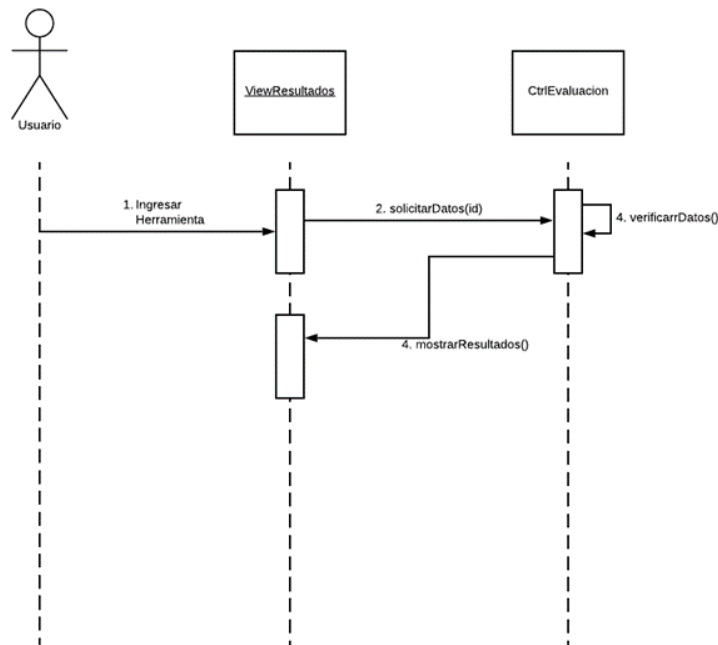 Usuario
ViewResultados
CtrlEvaluacion
1. Ingresar
Herramienta
2. solicitarDatos(id)
4. verificarrDatos()
4. mostrarResultados()